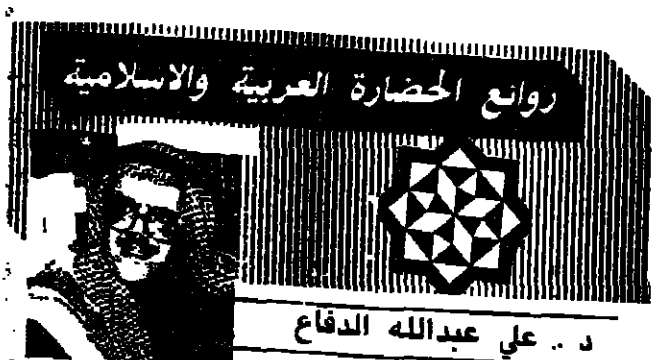 روائع الحضارة العربية والاسلامية
د . علي عبدالله الدفاع